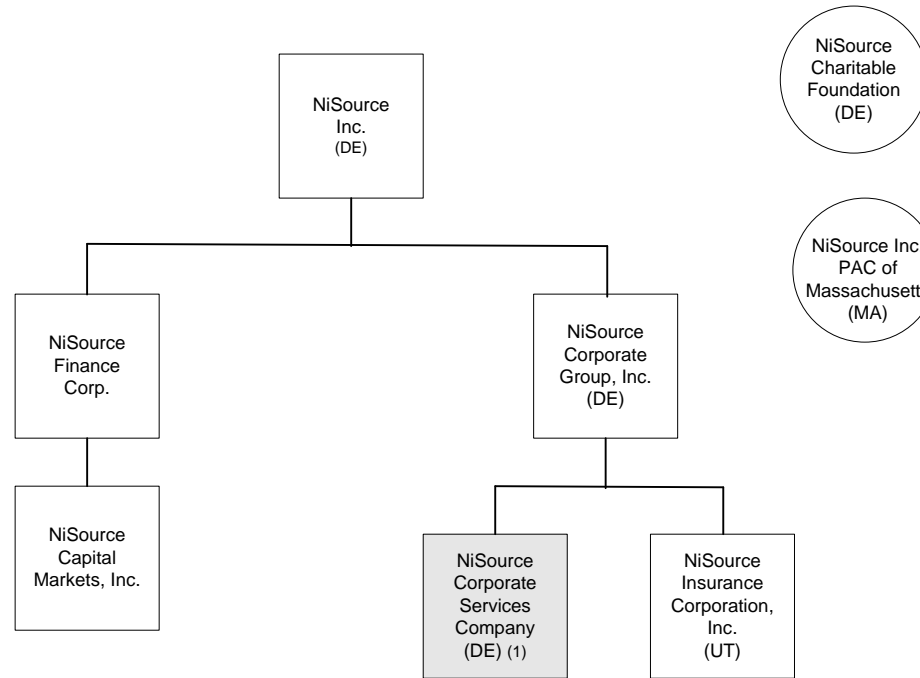 NiSource
Inc.
(DE)
NiSource
Charitable
Foundation
(DE)
NiSource Inc
PAC of
Massachusett
(MA)
NiSource
Finance
Corp.
NiSource
Corporate
Group, Inc.
(DE)
NiSource
Capital
Markets, Inc.
NiSource
Corporate
Services
Company
(DE) (1)
NiSource
Insurance
Corporation,
Inc.
(UT)